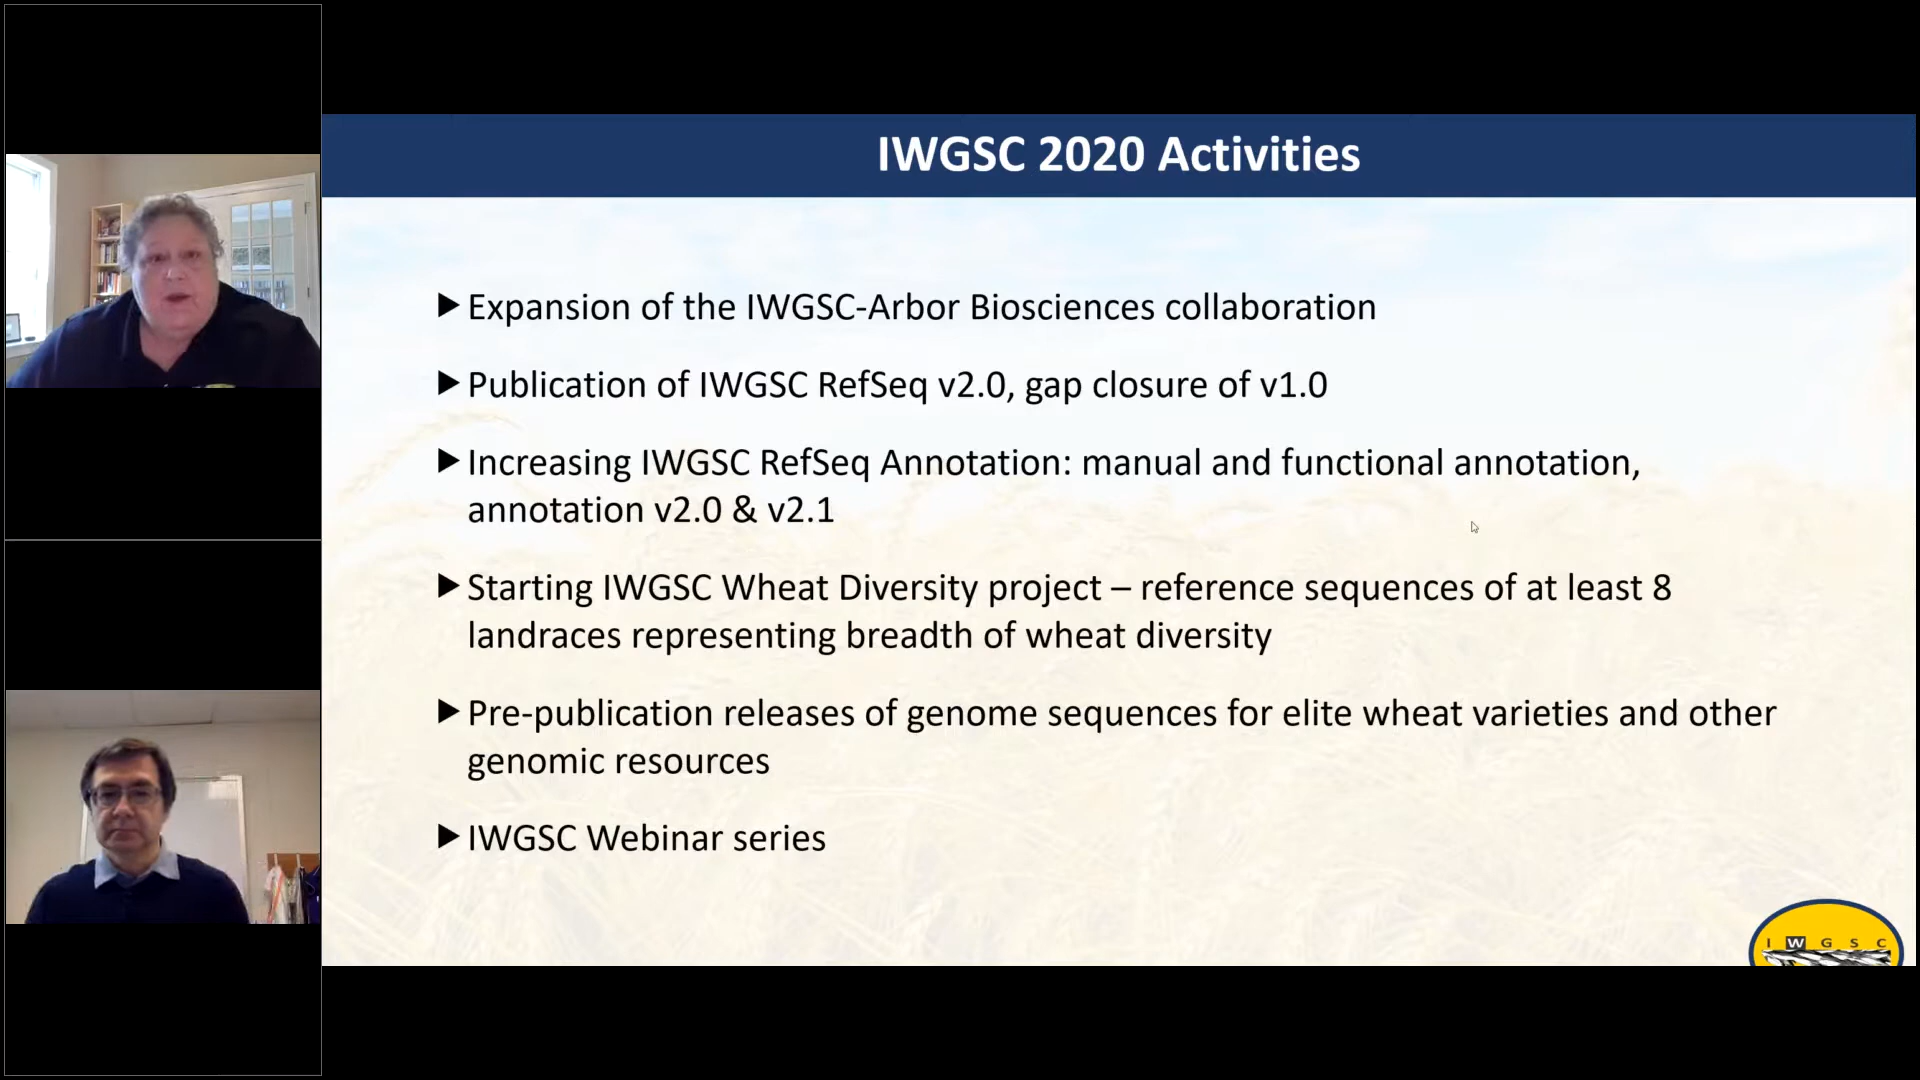 IWGSC 2020 Activities
Expansion of the IWGSC-Arbor Biosciences collaboration
Publication of IWGSC RefSeq v2.0, gap closure of v1.0
Increasing IWGSC RefSeq Annotation: manual and functional annotation,
annotation v2.0 & v2.1
Starting IWGSC Wheat Diversity project – reference sequences of at least 8
landraces representing breadth of wheat diversity
Pre-publication releases of genome sequences for elite wheat varieties and other
genomic resources
IWGSC Webinar series
I W G S C